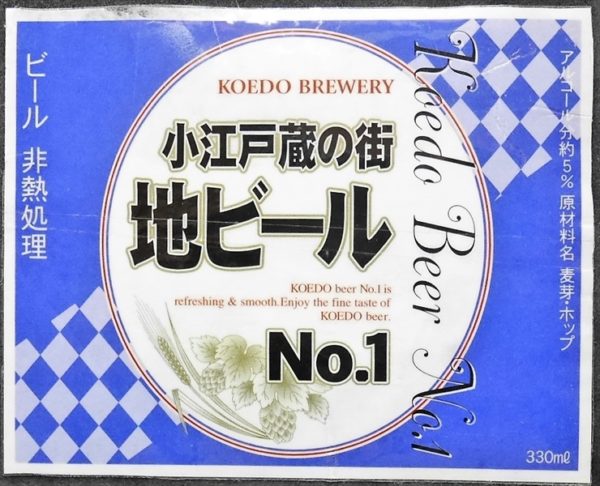 ビール 非熱処理
KOEDO BREWERY
小江戸蔵の街
地ビール
KOEDO beer No.1 is
refreshing & smooth.Enjoy the fine taste of
KOEDO beer.
No.1
Koedo Beer No.1
アルコール分約5% 原材料名 麦芽・ホップ
330mℓ